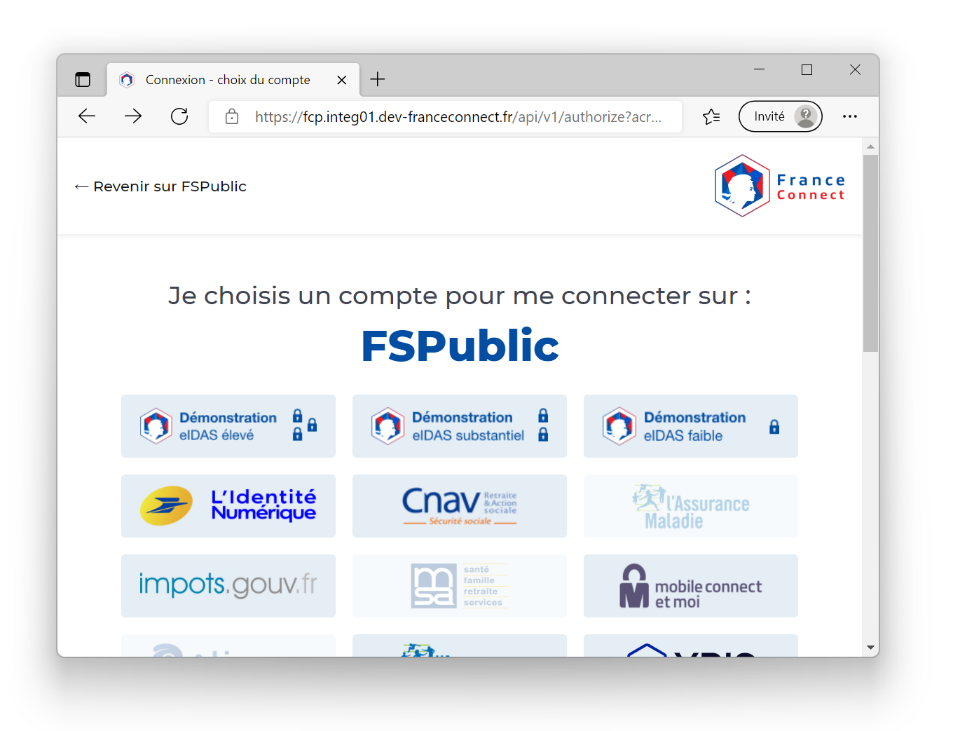 Connexion - choix du compte
https://fcp.integ01.dev-franceconnect.fr/api/v1/authorize?acr...
Invité
← Revenir sur FSPublic
France
Connect
Je choisis un compte pour me connecter sur :
FSPublic
Démonstration
eIDAS élevé
Démonstration
eIDAS substantiel
Démonstration
eIDAS faible
L'Identité
Numérique
Cnav
Retraite
& Action
sociale
Sécurité sociale
l'Assurance
Maladie
impots.gouv.fr
msa
santé
famille
retraite
services
mobile connect
et moi